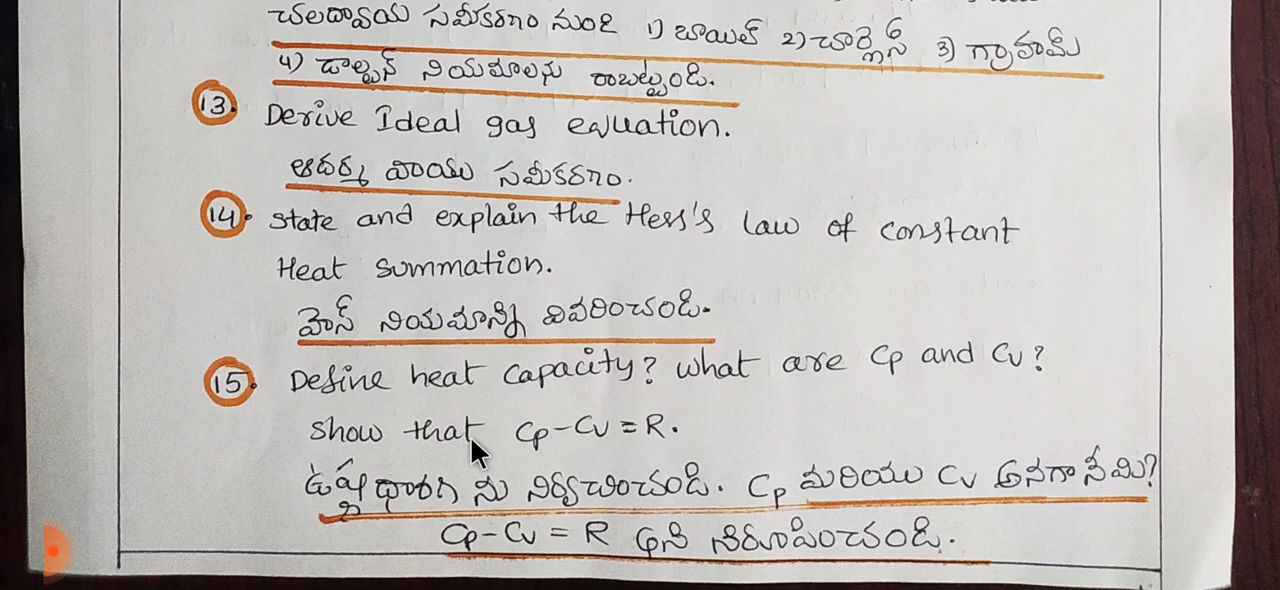 చలద్వాయ సమీకరణం నుండి 1) బాయిల్ 2) చార్లెస్ 3) గ్రాహమ్
4) డాల్టన్ నియమాలను రాబట్టండి.
13. Derive Ideal gas equation.
ఆదర్శ వాయు సమీకరణం.
14. State and explain the Hess's law of constant
Heat summation.
హెస్ నియమాన్ని వివరించండి.
15. Define heat capacity? what are Cp and Cv?
Show that Cp-Cv=R.
ఉష్ణధారణ ను నిర్వచించండి. Cp మరియు Cv అనగానేమి?
Cp-Cv=R అని నిరూపించండి.